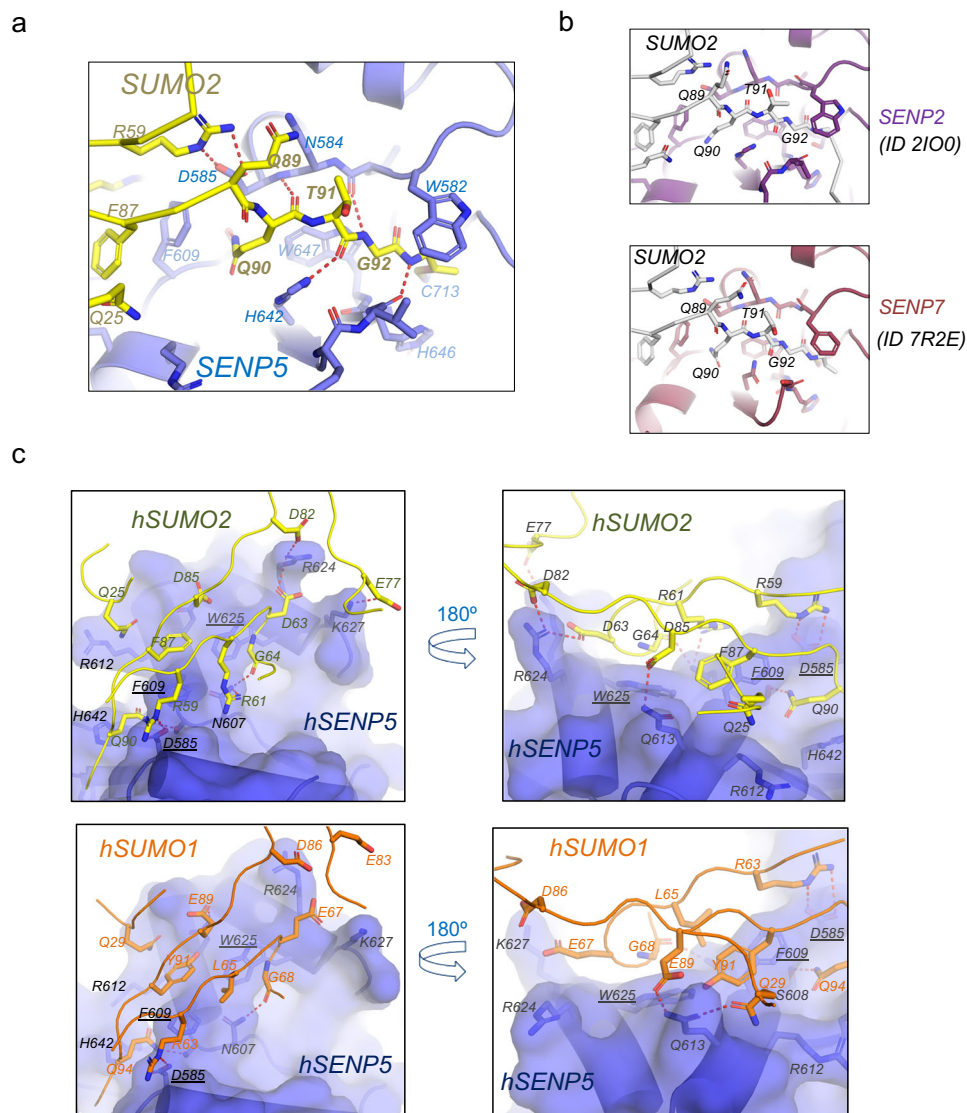 a
SUMO2
R59
N584
Q89
D585
W582
T91
F87
F609
W647
Q90
G92
C713
H642
Q25
H646
SENP5
b
SUMO2
Q89
T91
G92
Q90
SENP2
(ID 2IO0)
SUMO2
Q89
T91
G92
Q90
SENP7
(ID 7R2E)
c
hSUMO2
D82
R624
Q25
D85
E77
D63
W625
K627
F87
G64
R612
F609
R59
R61
H642
N607
Q90
D585
hSENP5
180º
hSUMO2
E77
D82
R59
R61
D63
D85
G64
F87
R624
F609
D585
W625
Q90
Q613
Q25
hSENP5
H642
R612
hSUMO1
D86
E83
R624
E89
E67
Q29
W625
K627
Y91
L65
G68
R612
F609
H642
R63
N607
Q94
D585
hSENP5
180º
hSUMO1
R63
D86
L65
D585
K627
E67
G68
F609
E89
Y91
Q29
Q94
S608
W625
R624
Q613
R612
hSENP5